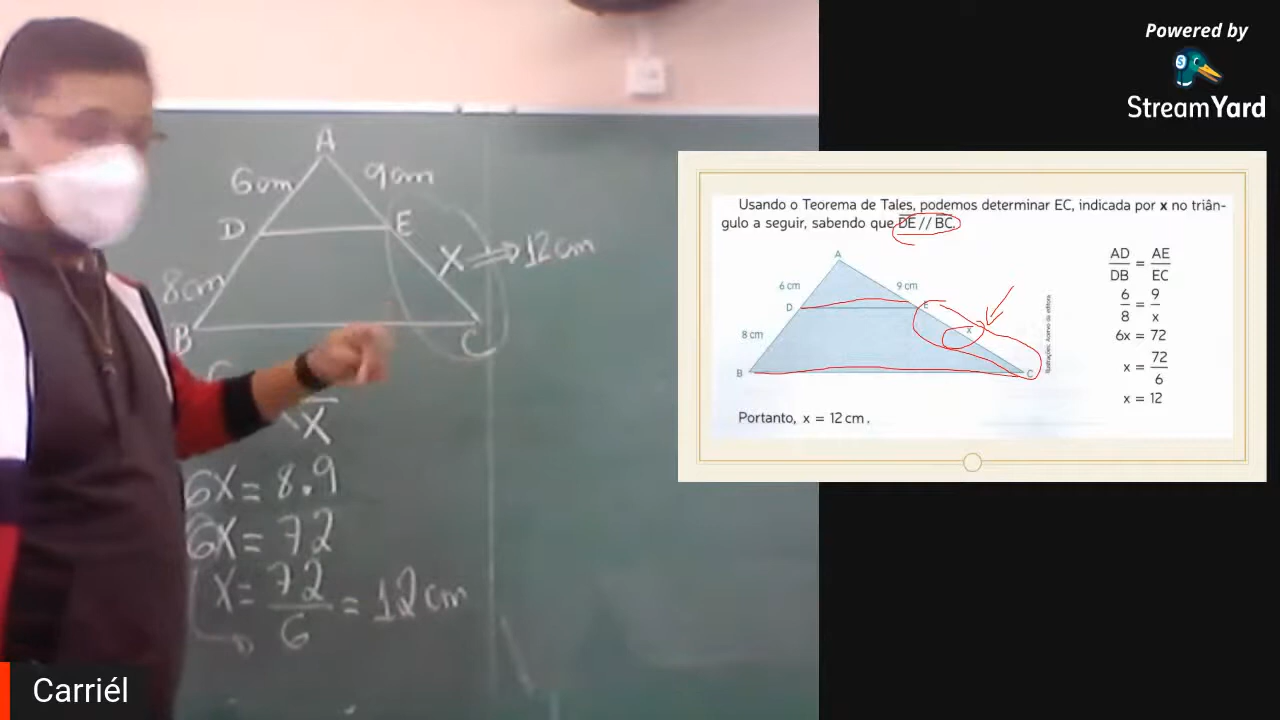 Powered by
StreamYard
A
6cm
9cm
D
E
8cm
X ⇒ 12cm
B
C
X
6X = 8.9
6X = 72
X = 72/6 = 12cm
Carriél
Usando o Teorema de Tales, podemos determinar EC, indicada por x no triân-
gulo a seguir, sabendo que DE // BC.
A
6 cm
9 cm
D
E
8 cm
x
B
C
AD/DB = AE/EC
6/8 = 9/x
6x = 72
x = 72/6
x = 12
Portanto, x = 12 cm.